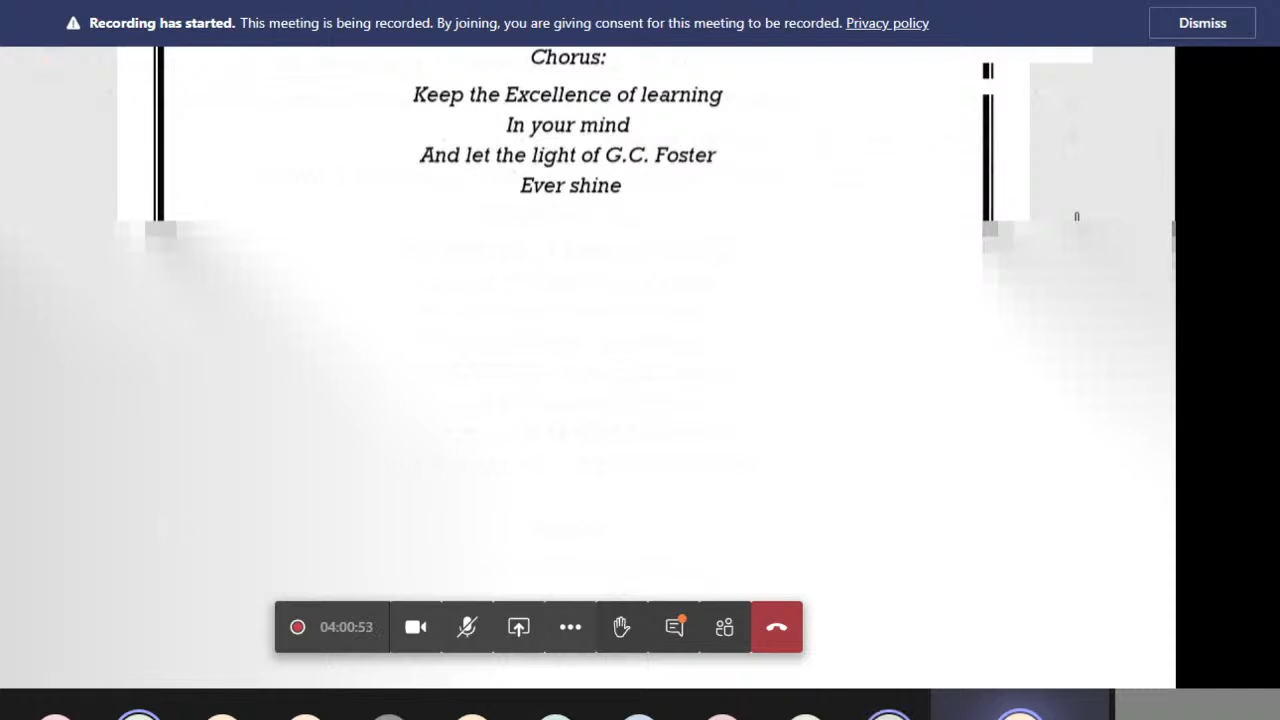 Recording has started. This meeting is being recorded. By joining, you are giving consent for this meeting to be recorded. Privacy policy
Dismiss
Chorus:
Keep the Excellence of learning
In your mind
And let the light of G.C. Foster
Ever shine
04:00:53